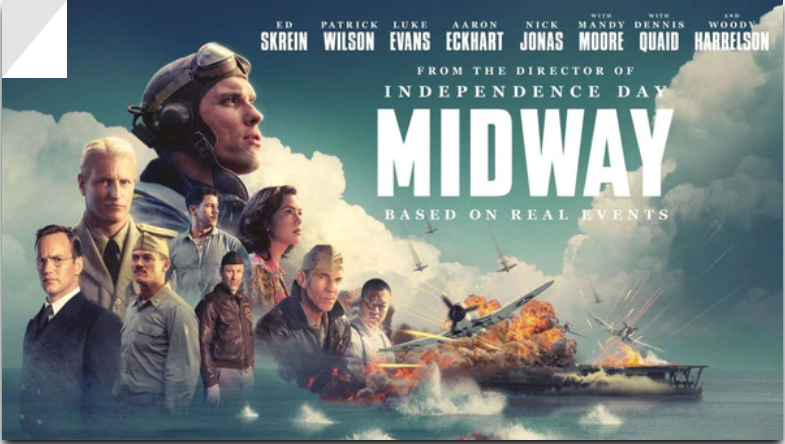 ED PATRICK LUKE AARON NICK WITH MANDY WITH DENNIS AND WOODY
SKREIN WILSON EVANS ECKHART JONAS MOORE QUAID HARRELSON
FROM THE DIRECTOR OF
INDEPENDENCE DAY
MIDWAY
BASED ON REAL EVENTS